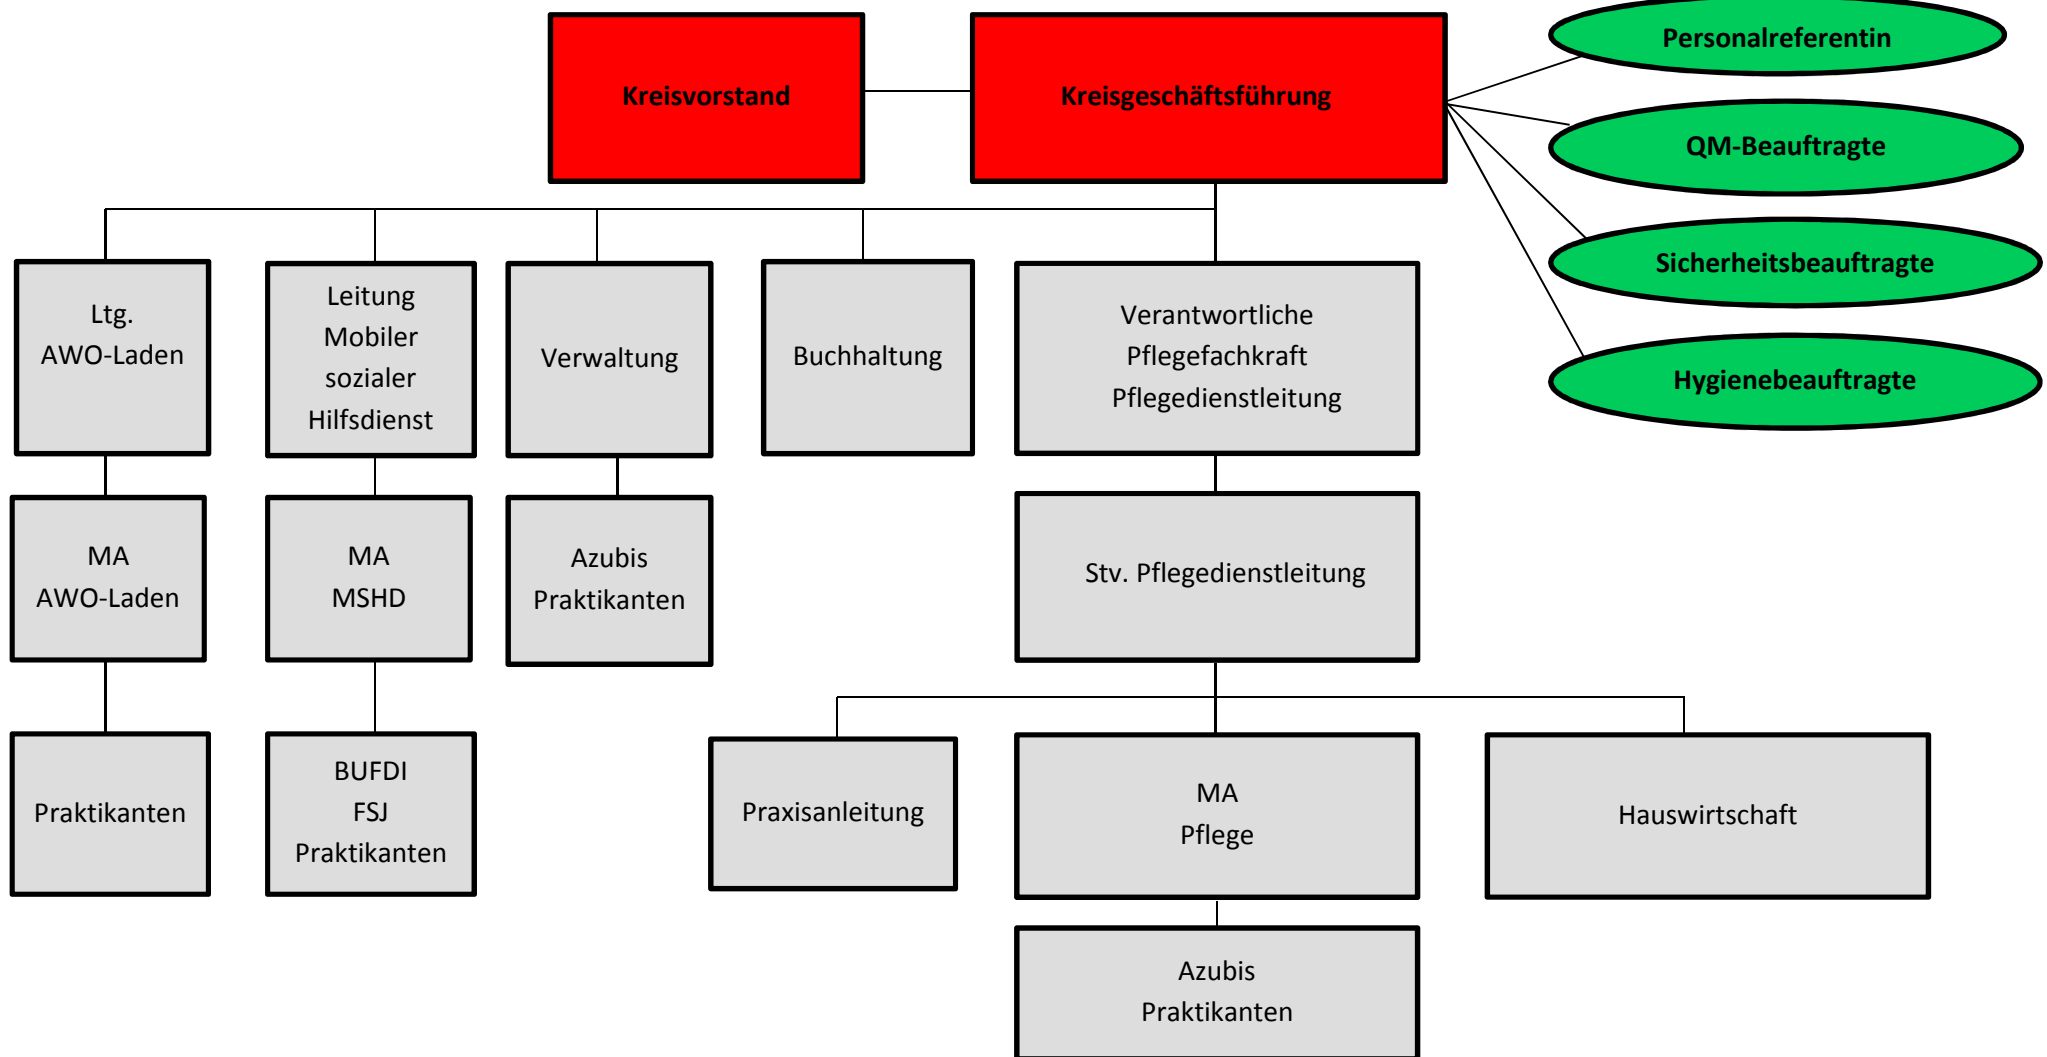 Kreisvorstand
Kreisgeschäftsführung
Personalreferentin
QM-Beauftragte
Sicherheitsbeauftragte
Hygienebeauftragte
Ltg.
AWO-Laden
Leitung
Mobiler
sozialer
Hilfsdienst
Verwaltung
Buchhaltung
Verantwortliche
Pflegefachkraft
Pflegedienstleitung
MA
AWO-Laden
MA
MSHD
Azubis
Praktikanten
Stv. Pflegedienstleitung
Praktikanten
BUFDI
FSJ
Praktikanten
Praxisanleitung
MA
Pflege
Hauswirtschaft
Azubis
Praktikanten